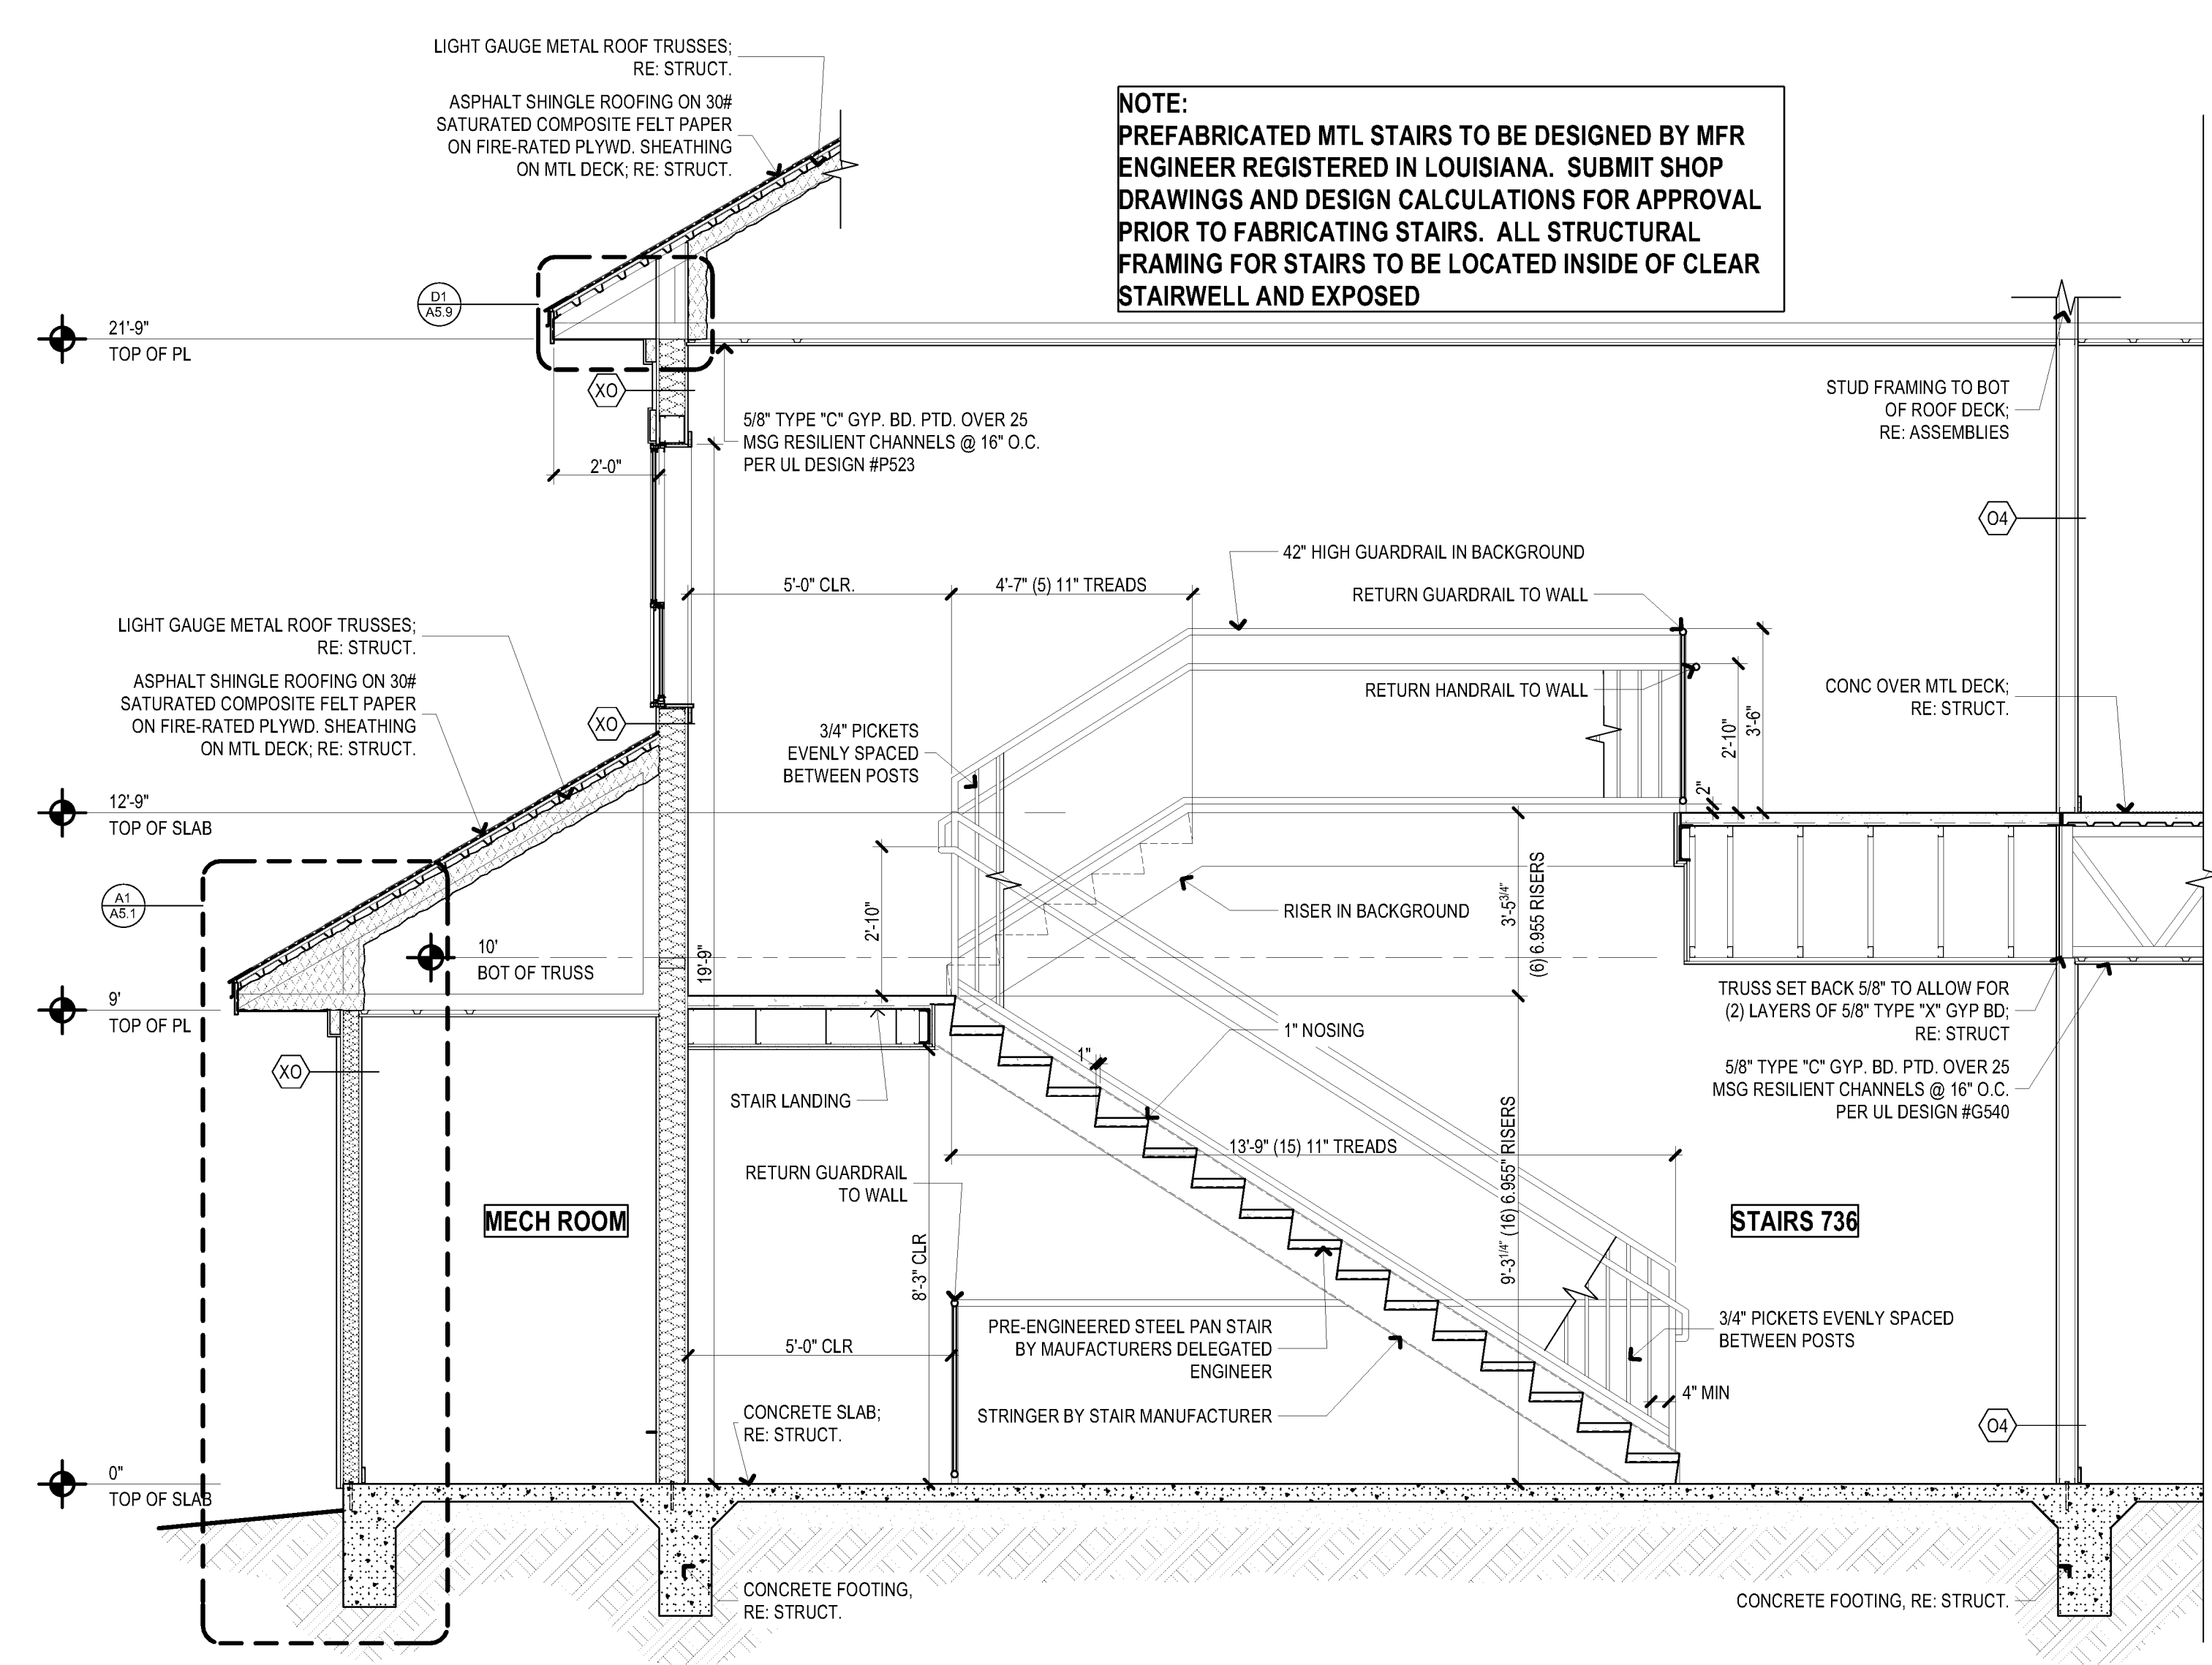 LIGHT GAUGE METAL ROOF TRUSSES;
RE: STRUCT.
ASPHALT SHINGLE ROOFING ON 30#
SATURATED COMPOSITE FELT PAPER
ON FIRE-RATED PLYWD. SHEATHING
ON MTL DECK; RE: STRUCT.
NOTE:
PREFABRICATED MTL STAIRS TO BE DESIGNED BY MFR
ENGINEER REGISTERED IN LOUISIANA. SUBMIT SHOP
DRAWINGS AND DESIGN CALCULATIONS FOR APPROVAL
PRIOR TO FABRICATING STAIRS. ALL STRUCTURAL
FRAMING FOR STAIRS TO BE LOCATED INSIDE OF CLEAR
STAIRWELL AND EXPOSED
D1
A5.9
21'-9"
TOP OF PL
XO
5/8" TYPE "C" GYP. BD. PTD. OVER 25
MSG RESILIENT CHANNELS @ 16" O.C.
PER UL DESIGN #P523
2'-0"
STUD FRAMING TO BOT
OF ROOF DECK;
RE: ASSEMBLIES
O4
42" HIGH GUARDRAIL IN BACKGROUND
RETURN GUARDRAIL TO WALL
5'-0" CLR.
4'-7" (5) 11" TREADS
LIGHT GAUGE METAL ROOF TRUSSES;
RE: STRUCT.
ASPHALT SHINGLE ROOFING ON 30#
SATURATED COMPOSITE FELT PAPER
ON FIRE-RATED PLYWD. SHEATHING
ON MTL DECK; RE: STRUCT.
XO
3/4" PICKETS
EVENLY SPACED
BETWEEN POSTS
RETURN HANDRAIL TO WALL
2"
2'-10"
3'-6"
CONC OVER MTL DECK;
RE: STRUCT.
12'-9"
TOP OF SLAB
A1
A5.1
10'
BOT OF TRUSS
9'
TOP OF PL
19'-9"
2'-10"
RISER IN BACKGROUND
3'-5 3/4"
(6) 6.955 RISERS
TRUSS SET BACK 5/8" TO ALLOW FOR
(2) LAYERS OF 5/8" TYPE "X" GYP BD;
RE: STRUCT
5/8" TYPE "C" GYP. BD. PTD. OVER 25
MSG RESILIENT CHANNELS @ 16" O.C.
PER UL DESIGN #G540
XO
STAIR LANDING
1"
1" NOSING
13'-9" (15) 11" TREADS
9'-3 1/4" (16) 6.955" RISERS
RETURN GUARDRAIL
TO WALL
MECH ROOM
STAIRS 736
8'-3" CLR
5'-0" CLR
PRE-ENGINEERED STEEL PAN STAIR
BY MAUFACTURERS DELEGATED
ENGINEER
3/4" PICKETS EVENLY SPACED
BETWEEN POSTS
4" MIN
STRINGER BY STAIR MANUFACTURER
CONCRETE SLAB;
RE: STRUCT.
O4
0"
TOP OF SLAB
CONCRETE FOOTING,
RE: STRUCT.
CONCRETE FOOTING, RE: STRUCT.